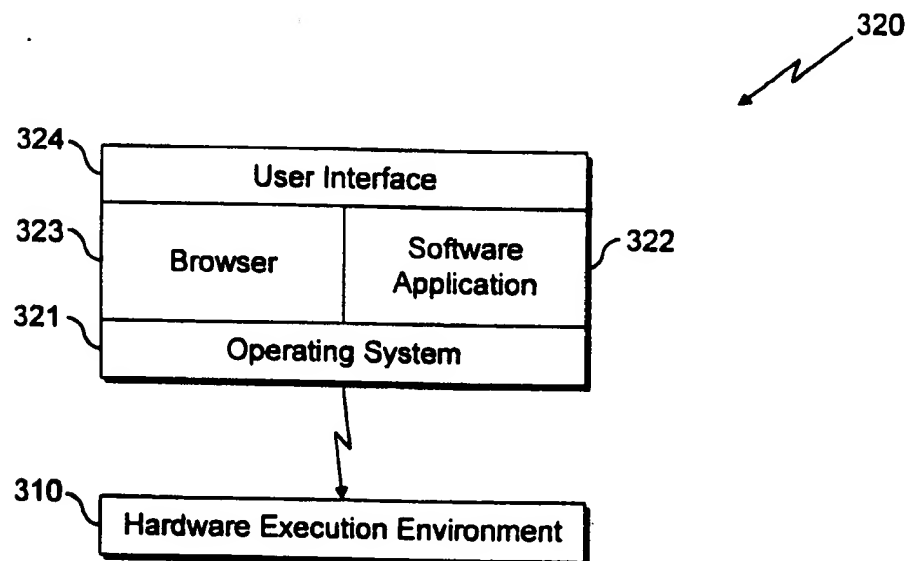 320
324
User Interface
323
Browser
Software
Application
322
321
Operating System
310
Hardware Execution Environment